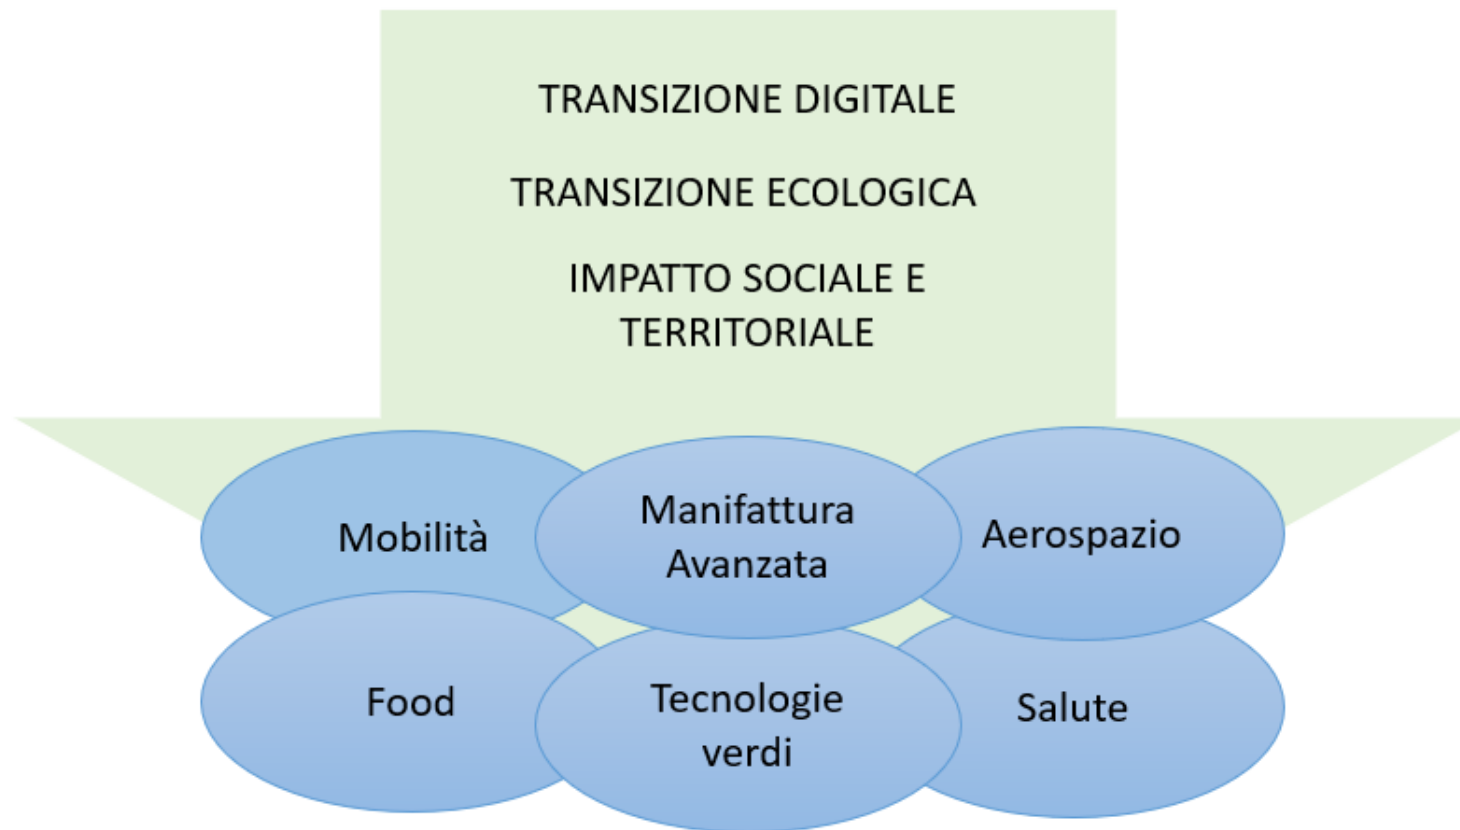 TRANSIZIONE DIGITALE
TRANSIZIONE ECOLOGICA
IMPATTO SOCIALE E
TERRITORIALE
Mobilità
Manifattura
Avanzata
Aerospazio
Food
Tecnologie
verdi
Salute